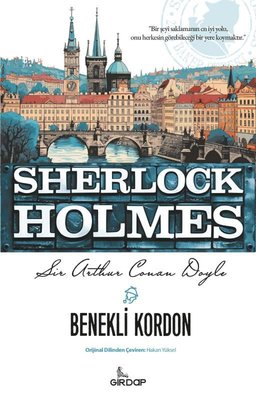 "Bir şeyi saklamanın en iyi yolu,
onu herkesin görebileceği bir yere koymaktır."
SHERLOCK
HOLMES
Sir Arthur Conan Doyle
BENEKLİ KORDON
Orijinal Dilinden Çeviren: Hakan Yüksel
GİRDAP